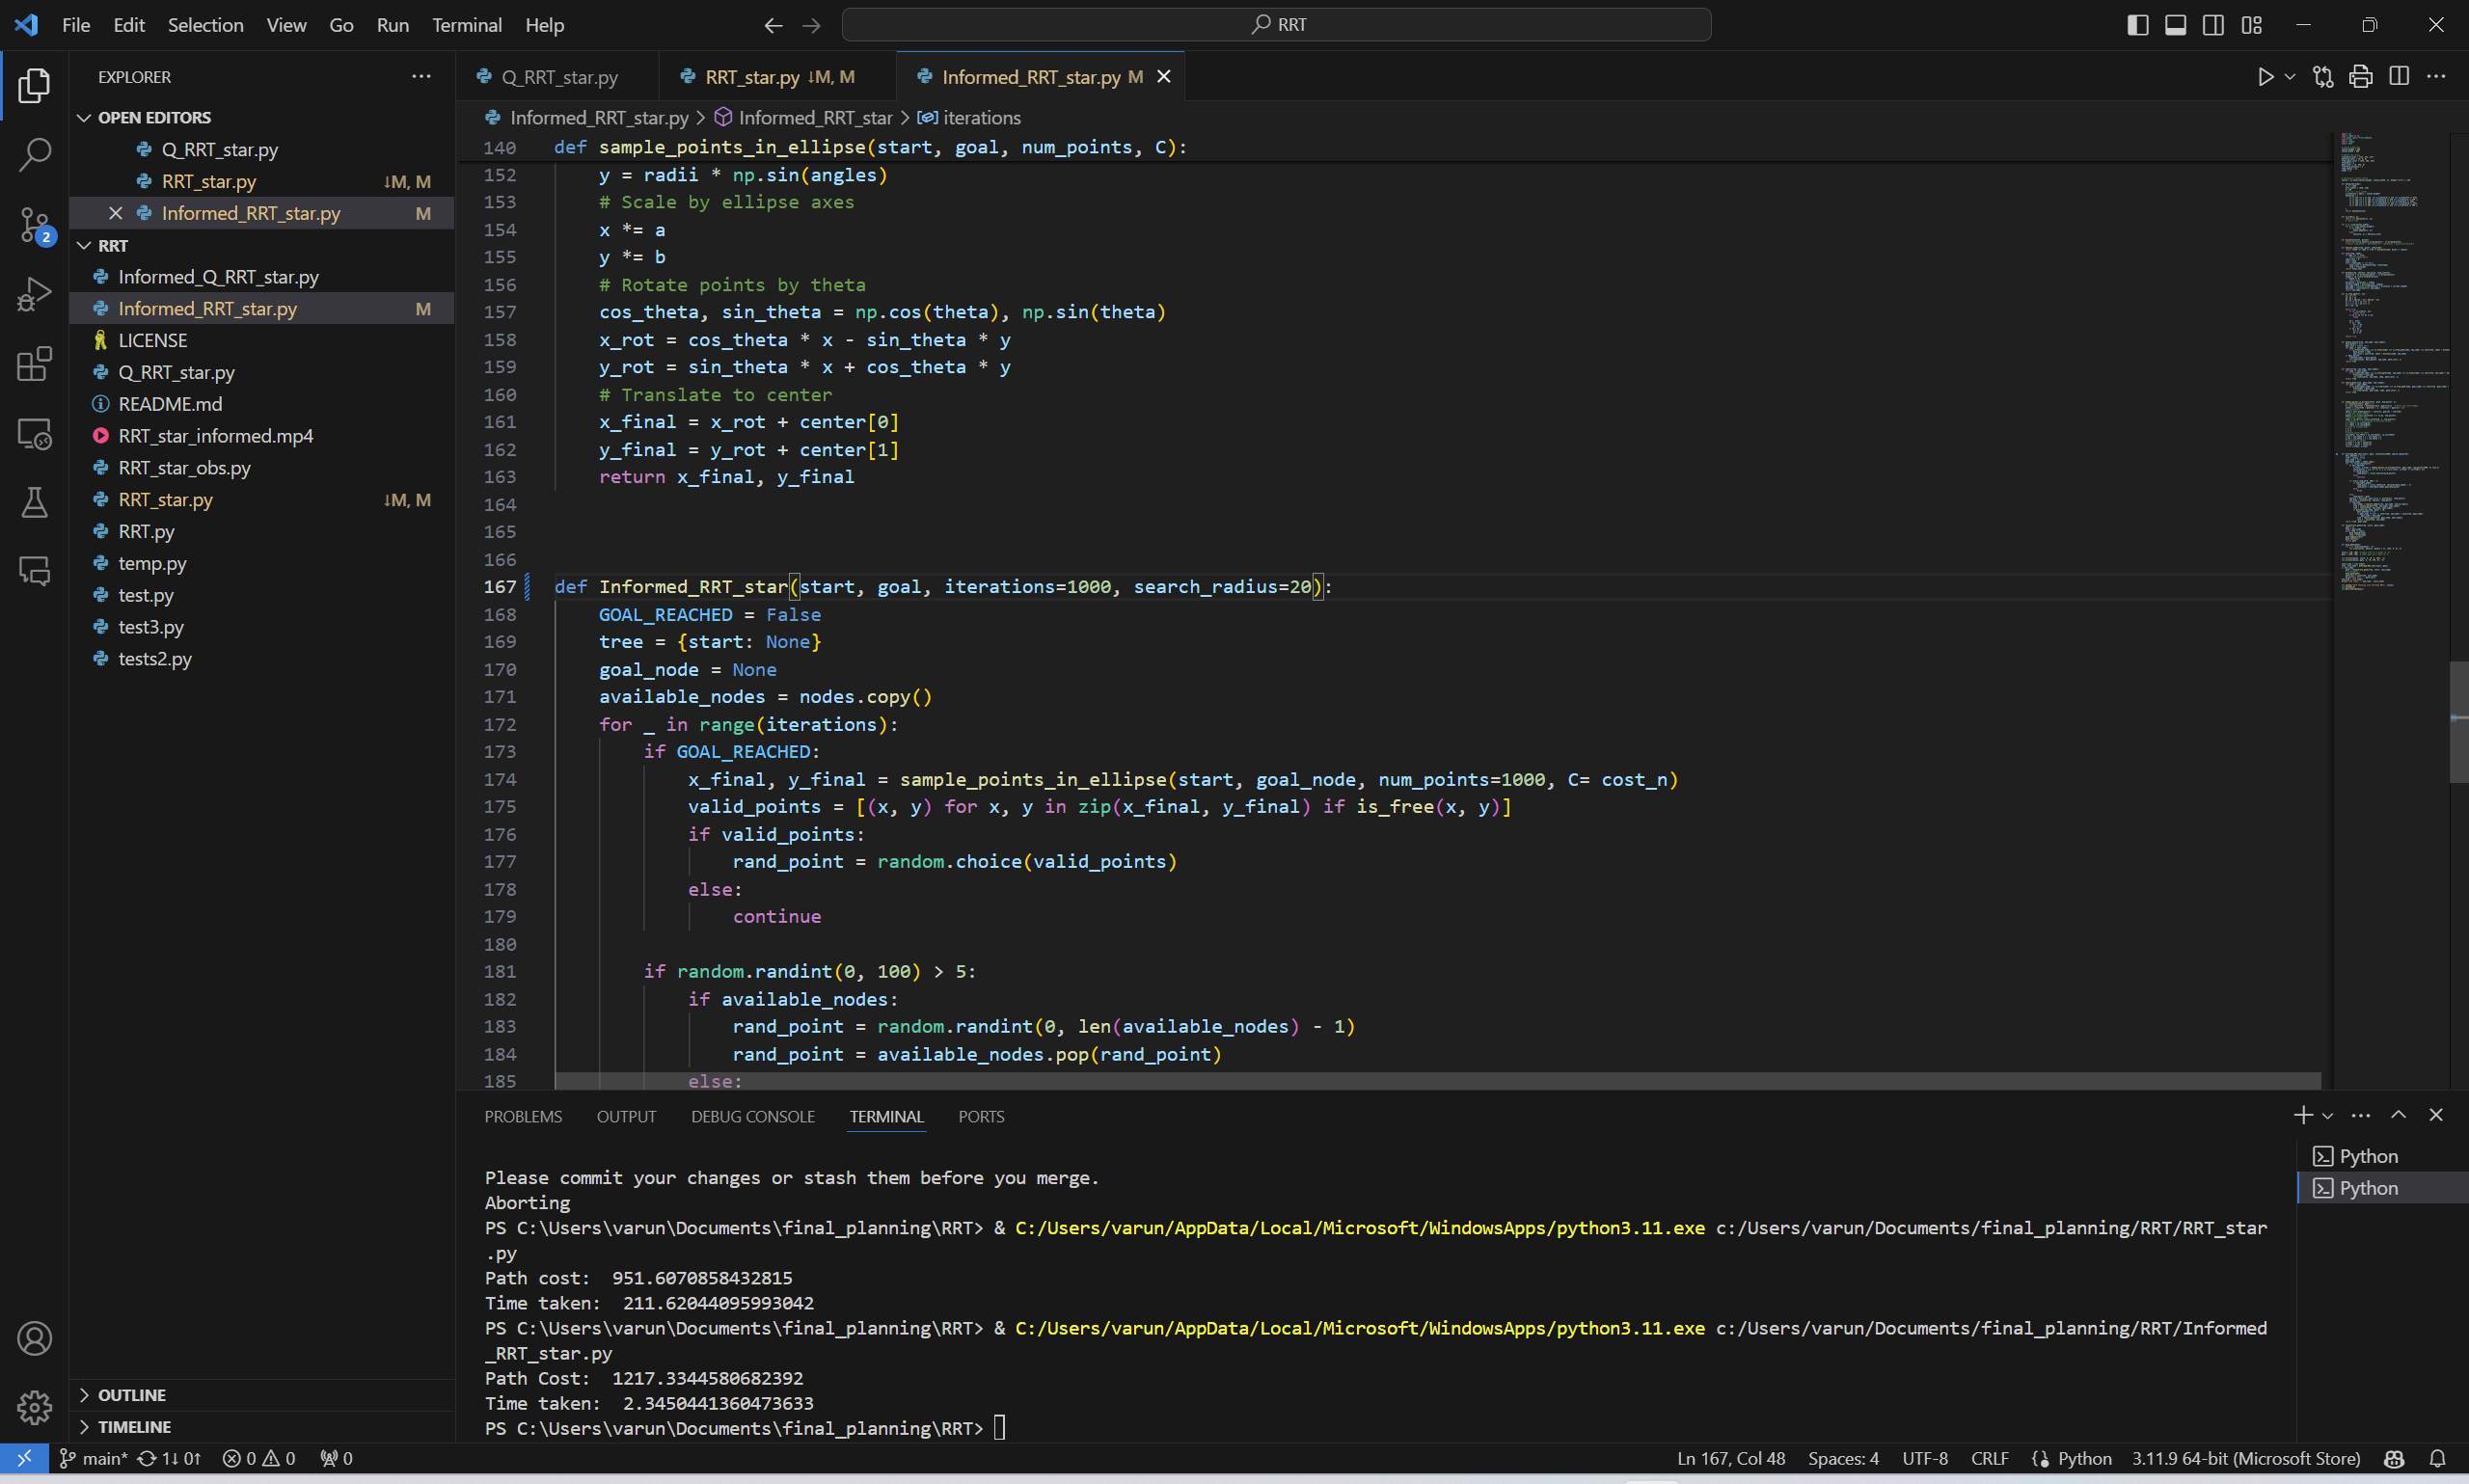 File Edit Selection View Go Run Terminal Help
RRT
EXPLORER
OPEN EDITORS
Q_RRT_star.py
RRT_star.py ↓M, M
Informed_RRT_star.py M
RRT
Informed_Q_RRT_star.py
Informed_RRT_star.py M
LICENSE
Q_RRT_star.py
README.md
RRT_star_informed.mp4
RRT_star_obs.py
RRT_star.py ↓M, M
RRT.py
temp.py
test.py
test3.py
tests2.py
OUTLINE
TIMELINE
Q_RRT_star.py RRT_star.py ↓M, M Informed_RRT_star.py M
Informed_RRT_star.py > Informed_RRT_star > iterations
140 def sample_points_in_ellipse(start, goal, num_points, C):
152 y = radii * np.sin(angles)
153 # Scale by ellipse axes
154 x *= a
155 y *= b
156 # Rotate points by theta
157 cos_theta, sin_theta = np.cos(theta), np.sin(theta)
158 x_rot = cos_theta * x - sin_theta * y
159 y_rot = sin_theta * x + cos_theta * y
160 # Translate to center
161 x_final = x_rot + center[0]
162 y_final = y_rot + center[1]
163 return x_final, y_final
164
165
166
167 def Informed_RRT_star(start, goal, iterations=1000, search_radius=20):
168 GOAL_REACHED = False
169 tree = {start: None}
170 goal_node = None
171 available_nodes = nodes.copy()
172 for _ in range(iterations):
173 if GOAL_REACHED:
174 x_final, y_final = sample_points_in_ellipse(start, goal_node, num_points=1000, C= cost_n)
175 valid_points = [(x, y) for x, y in zip(x_final, y_final) if is_free(x, y)]
176 if valid_points:
177 rand_point = random.choice(valid_points)
178 else:
179 continue
180
181 if random.randint(0, 100) > 5:
182 if available_nodes:
183 rand_point = random.randint(0, len(available_nodes) - 1)
184 rand_point = available_nodes.pop(rand_point)
185 else:
PROBLEMS OUTPUT DEBUG CONSOLE TERMINAL PORTS
Please commit your changes or stash them before you merge.
Aborting
PS C:\Users\varun\Documents\final_planning\RRT> & C:/Users/varun/AppData/Local/Microsoft/WindowsApps/python3.11.exe c:/Users/varun/Documents/final_planning/RRT/RRT_star
.py
Path cost: 951.6070858432815
Time taken: 211.62044095993042
PS C:\Users\varun\Documents\final_planning\RRT> & C:/Users/varun/AppData/Local/Microsoft/WindowsApps/python3.11.exe c:/Users/varun/Documents/final_planning/RRT/Informed
_RRT_star.py
Path Cost: 1217.3344580682392
Time taken: 2.3450441360473633
PS C:\Users\varun\Documents\final_planning\RRT>
Python
Python
2
main* 1↓ 0↑ 0 0 0 Ln 167, Col 48 Spaces: 4 UTF-8 CRLF Python 3.11.9 64-bit (Microsoft Store)